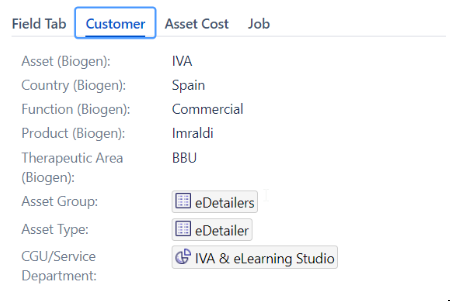 Field Tab Customer Asset Cost Job
Asset (Biogen): IVA
Country (Biogen): Spain
Function (Biogen): Commercial
Product (Biogen): Imraldi
Therapeutic Area BBU
(Biogen):
Asset Group: eDetailers
Asset Type: eDetailer
CGU/Service IVA & eLearning Studio
Department: